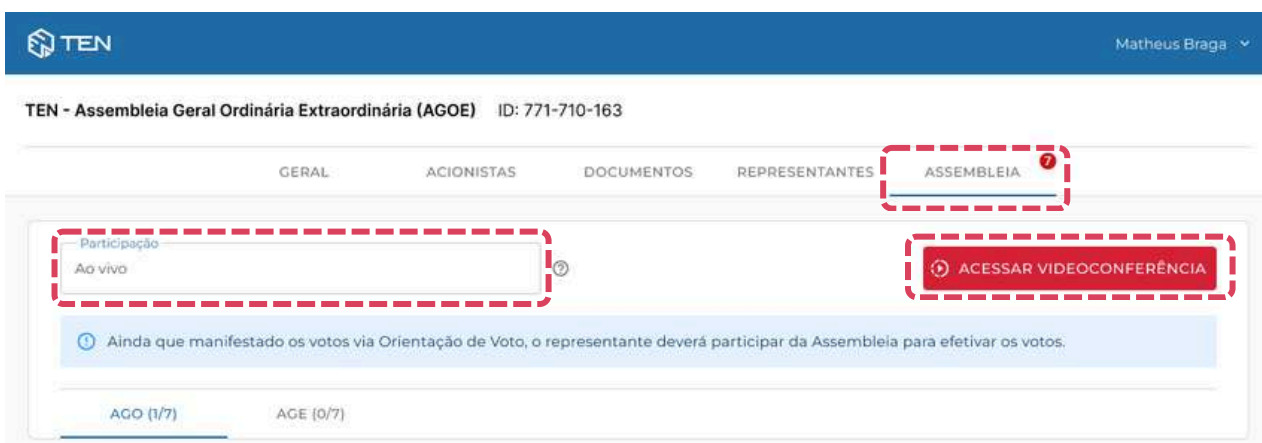 TEN
Matheus Braga
TEN - Assembleia Geral Ordinária Extraordinária (AGOE) ID: 771-710-163
GERAL ACIONISTAS DOCUMENTOS REPRESENTANTES ASSEMBLEIA 7
Participação
Ao vivo
ACESSAR VIDEOCONFERÊNCIA
Ainda que manifestado os votos via Orientação de Voto, o representante deverá participar da Assembleia para efetivar os votos.
AGO (1/7) AGE (0/7)